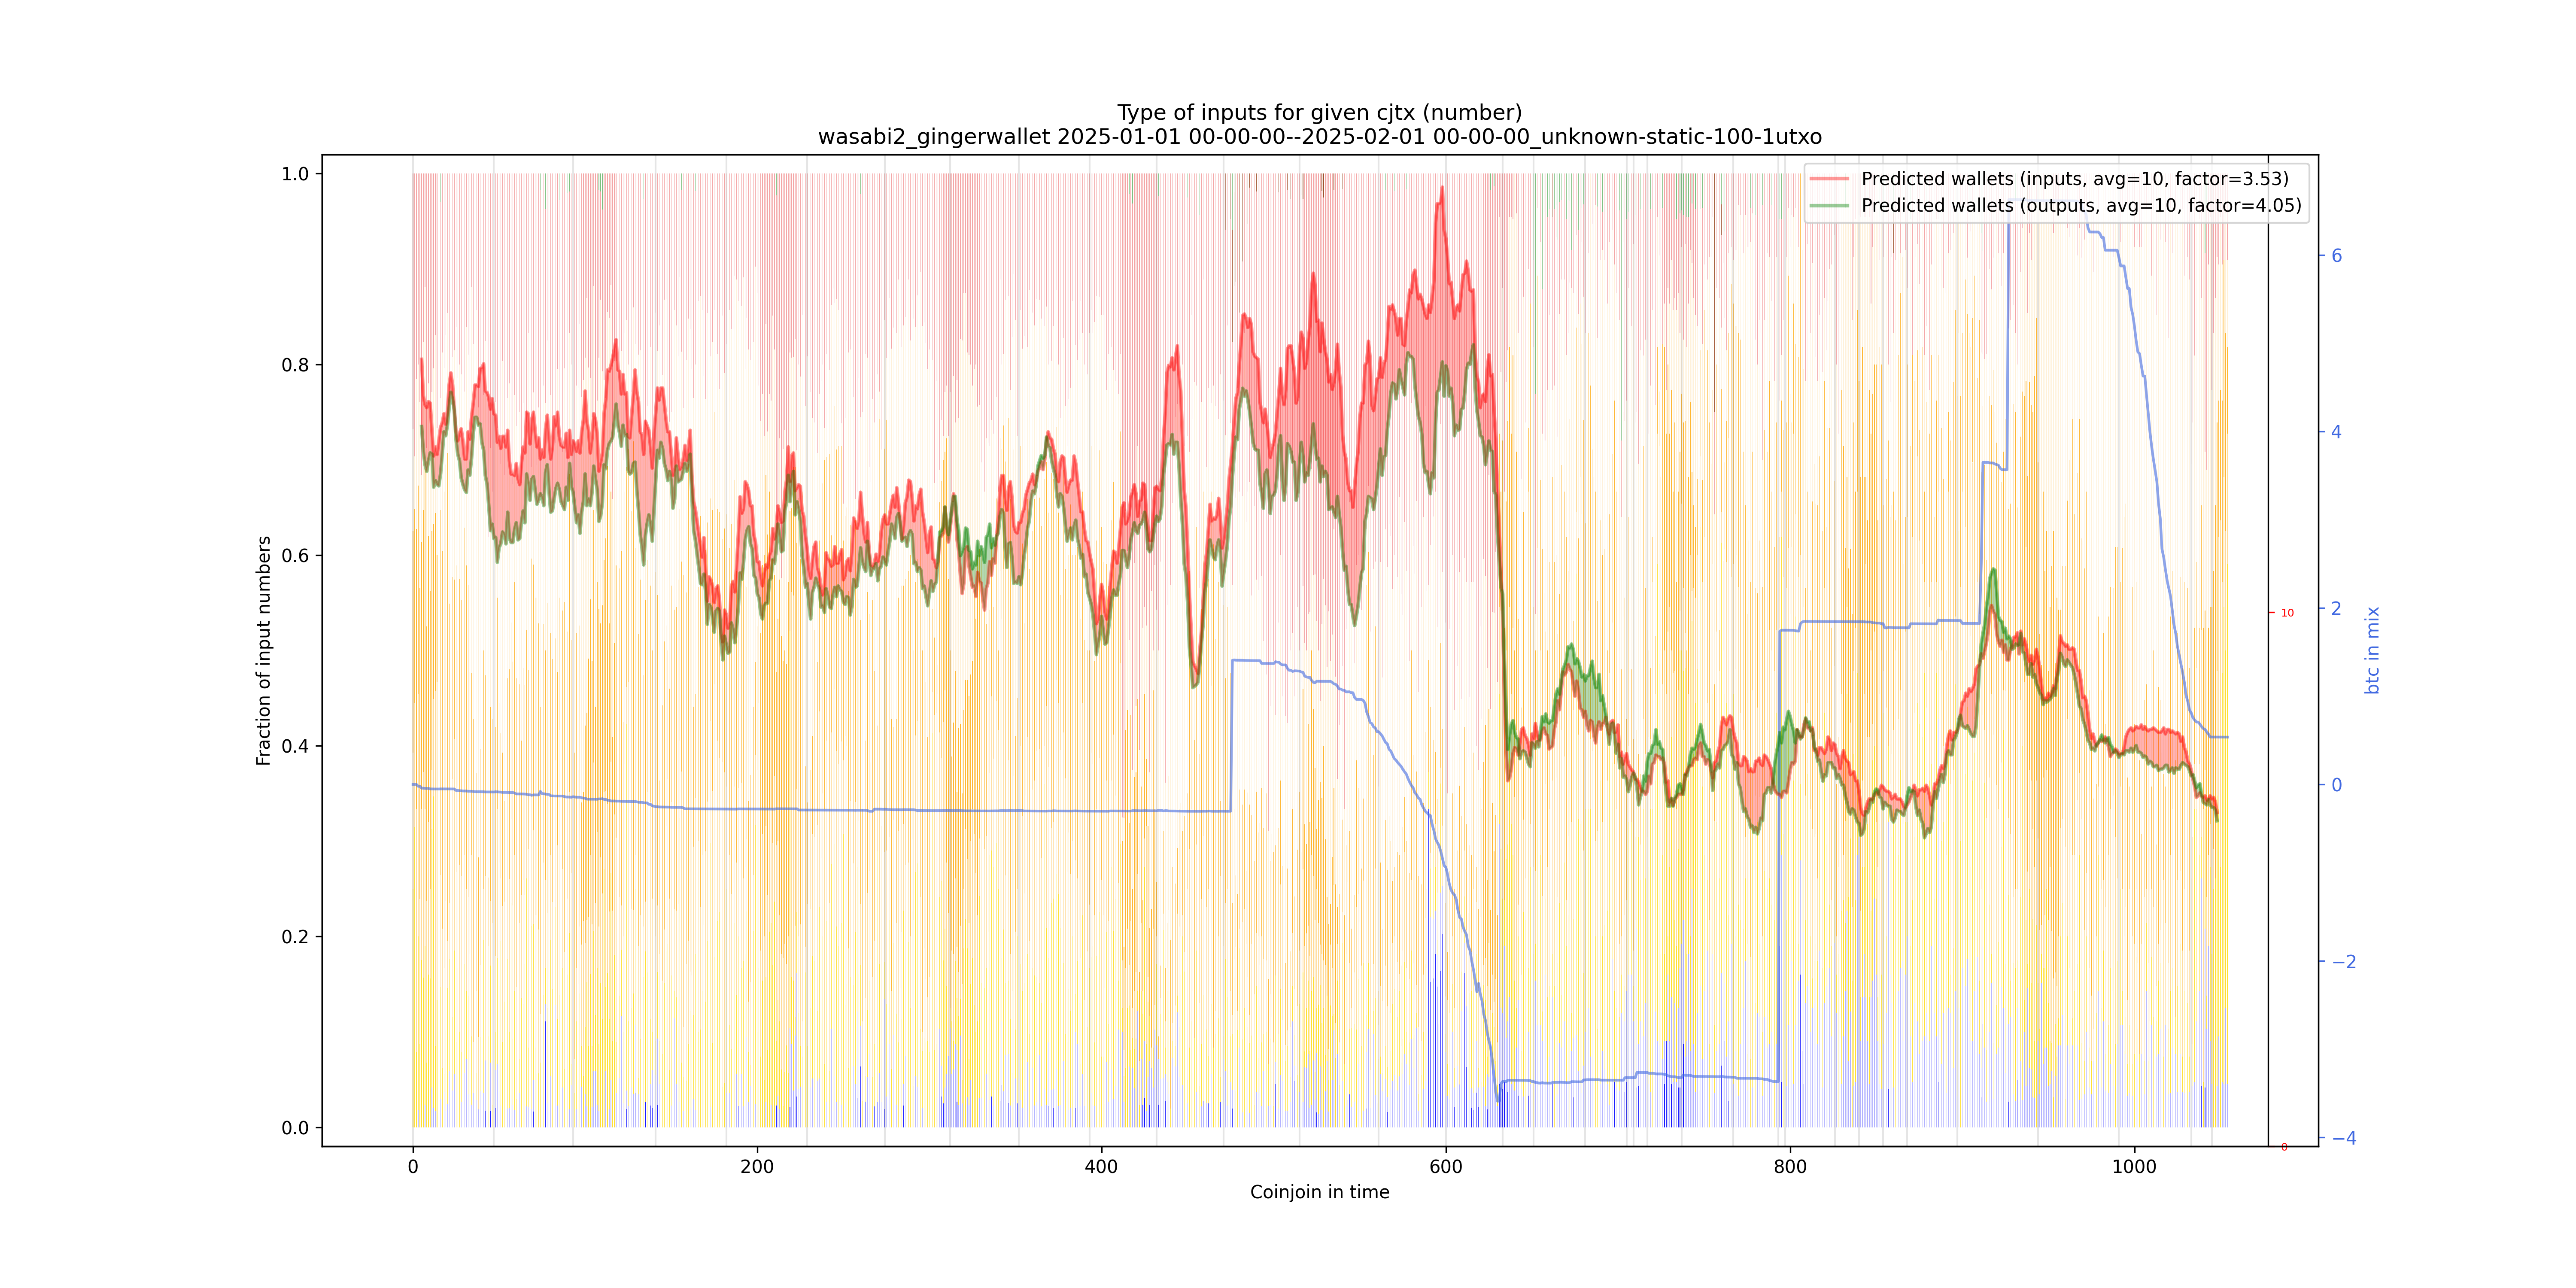 Type of inputs for given cjtx (number)
wasabi2_gingerwallet 2025-01-01 00-00-00--2025-02-01 00-00-00_unknown-static-100-1utxo
Predicted wallets (inputs, avg=10, factor=3.53)
Predicted wallets (outputs, avg=10, factor=4.05)
Fraction of input numbers
1.0
0.8
0.6
0.4
0.2
0.0
0
200
400
600
800
1000
Coinjoin in time
10
0
6
4
2
0
−2
−4
btc in mix